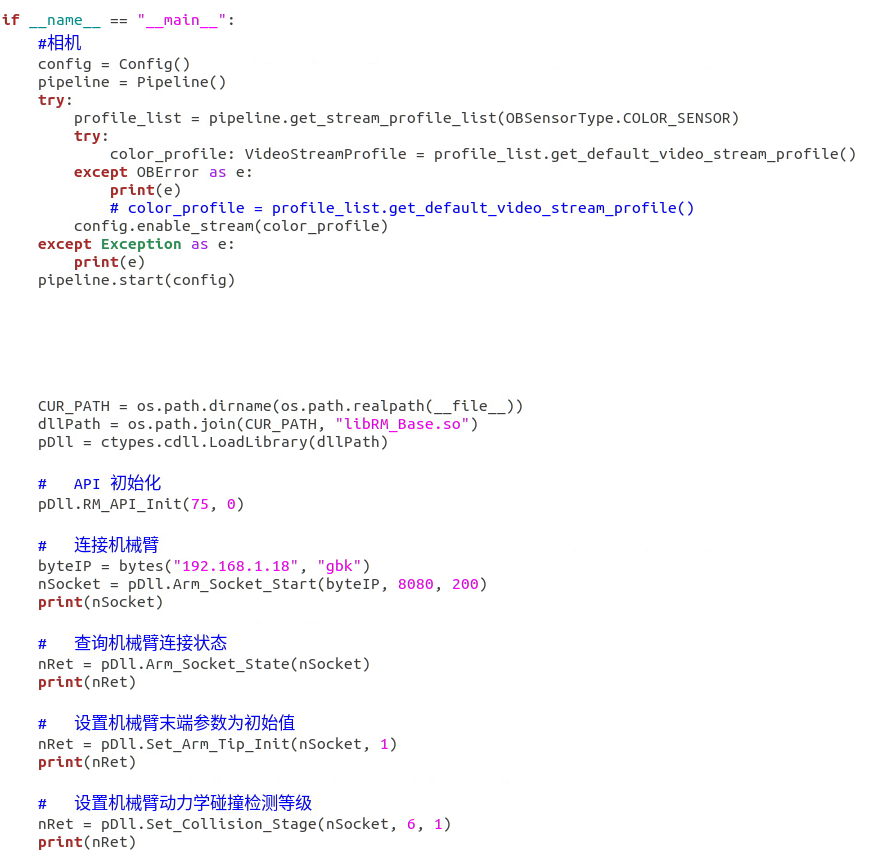 if __name__ == "__main__":
    #相机
    config = Config()
    pipeline = Pipeline()
    try:
        profile_list = pipeline.get_stream_profile_list(OBSensorType.COLOR_SENSOR)
        try:
            color_profile: VideoStreamProfile = profile_list.get_default_video_stream_profile()
        except OBError as e:
            print(e)
            # color_profile = profile_list.get_default_video_stream_profile()
        config.enable_stream(color_profile)
    except Exception as e:
        print(e)
    pipeline.start(config)
    CUR_PATH = os.path.dirname(os.path.realpath(__file__))
    dllPath = os.path.join(CUR_PATH, "libRM_Base.so")
    pDll = ctypes.cdll.LoadLibrary(dllPath)
    #   API 初始化
    pDll.RM_API_Init(75, 0)
    #   连接机械臂
    byteIP = bytes("192.168.1.18", "gbk")
    nSocket = pDll.Arm_Socket_Start(byteIP, 8080, 200)
    print(nSocket)
    #   查询机械臂连接状态
    nRet = pDll.Arm_Socket_State(nSocket)
    print(nRet)
    #   设置机械臂末端参数为初始值
    nRet = pDll.Set_Arm_Tip_Init(nSocket, 1)
    print(nRet)
    #   设置机械臂动力学碰撞检测等级
    nRet = pDll.Set_Collision_Stage(nSocket, 6, 1)
    print(nRet)